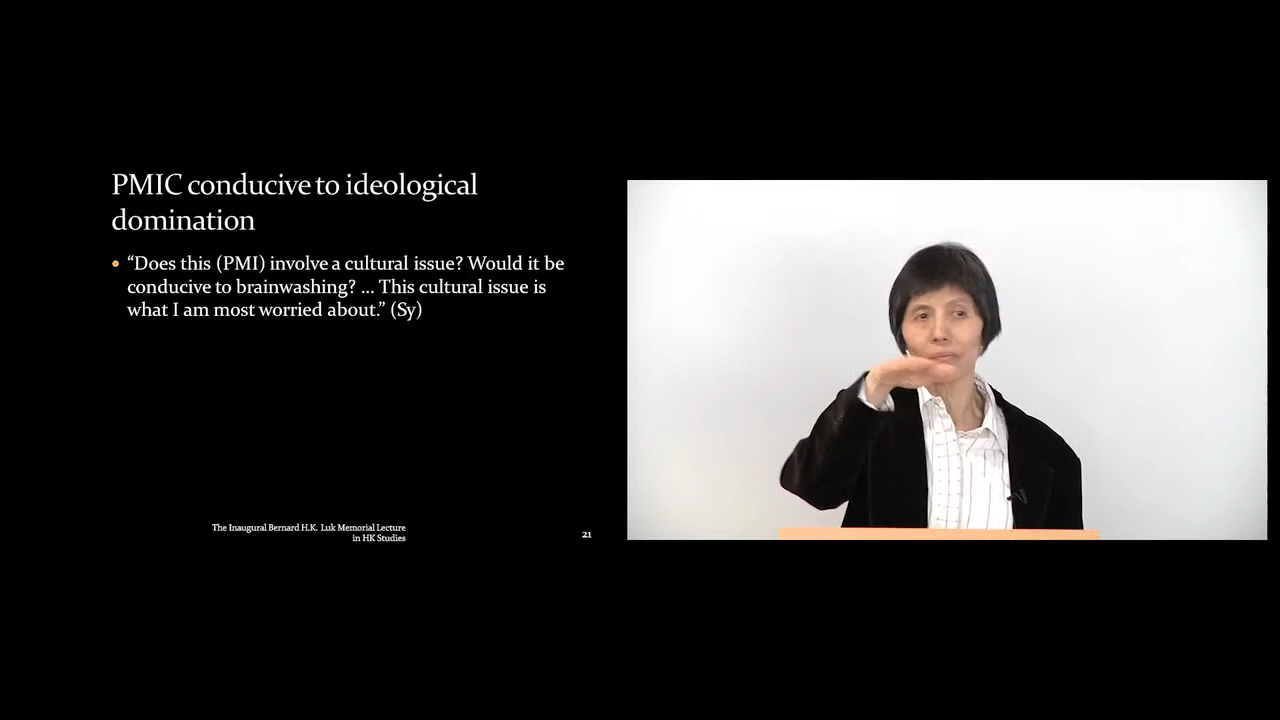 PMIC conducive to ideological
domination
• “Does this (PMI) involve a cultural issue? Would it be
conducive to brainwashing? ... This cultural issue is
what I am most worried about.” (Sy)
The Inaugural Bernard H.K. Luk Memorial Lecture
in HK Studies
21